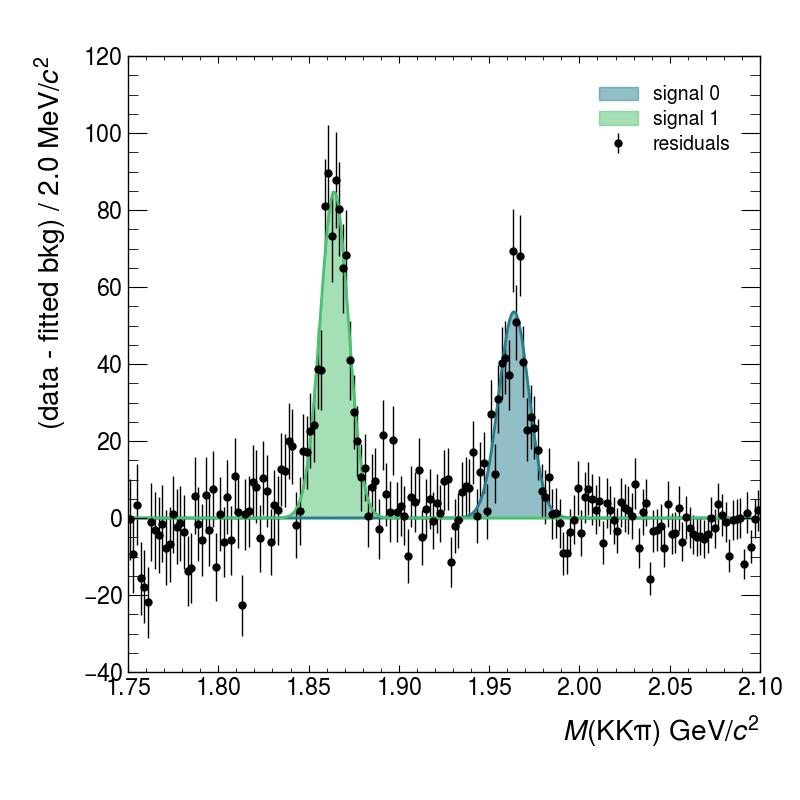 (data - fitted bkg) / 2.0 MeV/c²
120
100
80
60
40
20
0
−20
−40
signal 0
signal 1
residuals
1.75 1.80 1.85 1.90 1.95 2.00 2.05 2.10
M(KKπ) GeV/c²